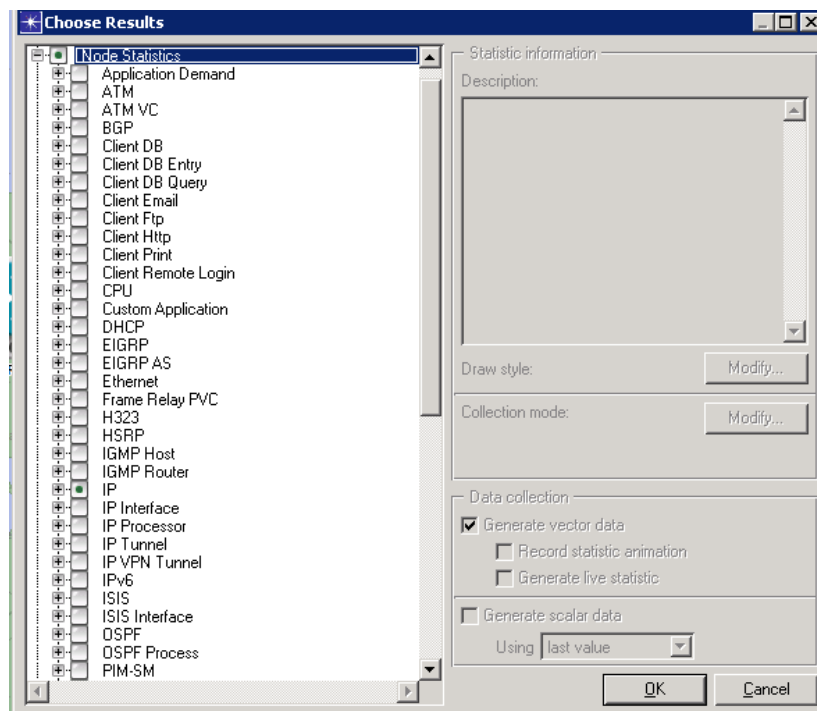 Choose Results
Node Statistics
Application Demand
ATM
ATM VC
BGP
Client DB
Client DB Entry
Client DB Query
Client Email
Client Ftp
Client Http
Client Print
Client Remote Login
CPU
Custom Application
DHCP
EIGRP
EIGRP AS
Ethernet
Frame Relay PVC
H323
HSRP
IGMP Host
IGMP Router
IP
IP Interface
IP Processor
IP Tunnel
IP VPN Tunnel
IPv6
ISIS
ISIS Interface
OSPF
OSPF Process
PIM-SM
Statistic information
Description:
Draw style:
Modify...
Collection mode:
Modify...
Data collection
Generate vector data
Record statistic animation
Generate live statistic
Generate scalar data
Using last value
OK
Cancel